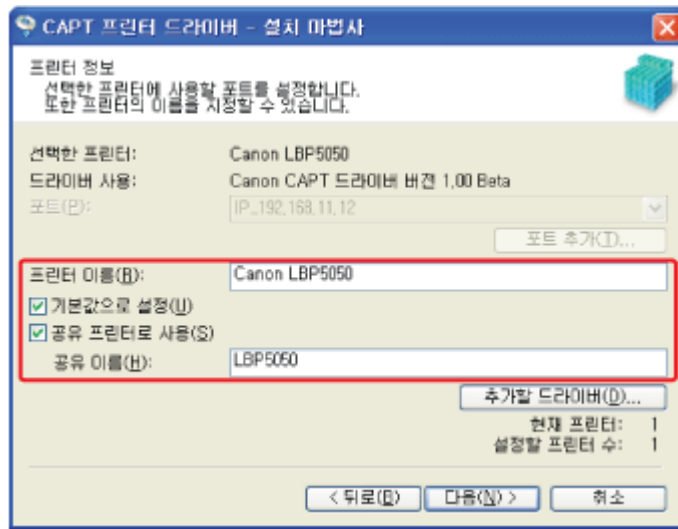 CAPT 프린터 드라이버 - 설치 마법사
프린터 정보
선택한 프린터에 사용할 포트를 설정합니다.
또한 프린터의 이름을 지정할 수 있습니다.
선택한 프린터: Canon LBP5050
드라이버 사용: Canon CAPT 드라이버 버전 1,00 Beta
포트(P): IP_192,168,11,12
포트 추가(T)...
프린터 이름(R): Canon LBP5050
기본값으로 설정(U)
공유 프린터로 사용(S)
공유 이름(H): LBP5050
추가할 드라이버(D)...
현재 프린터: 1
설정할 프린터 수: 1
< 뒤로(B) 다음(N) > 취소